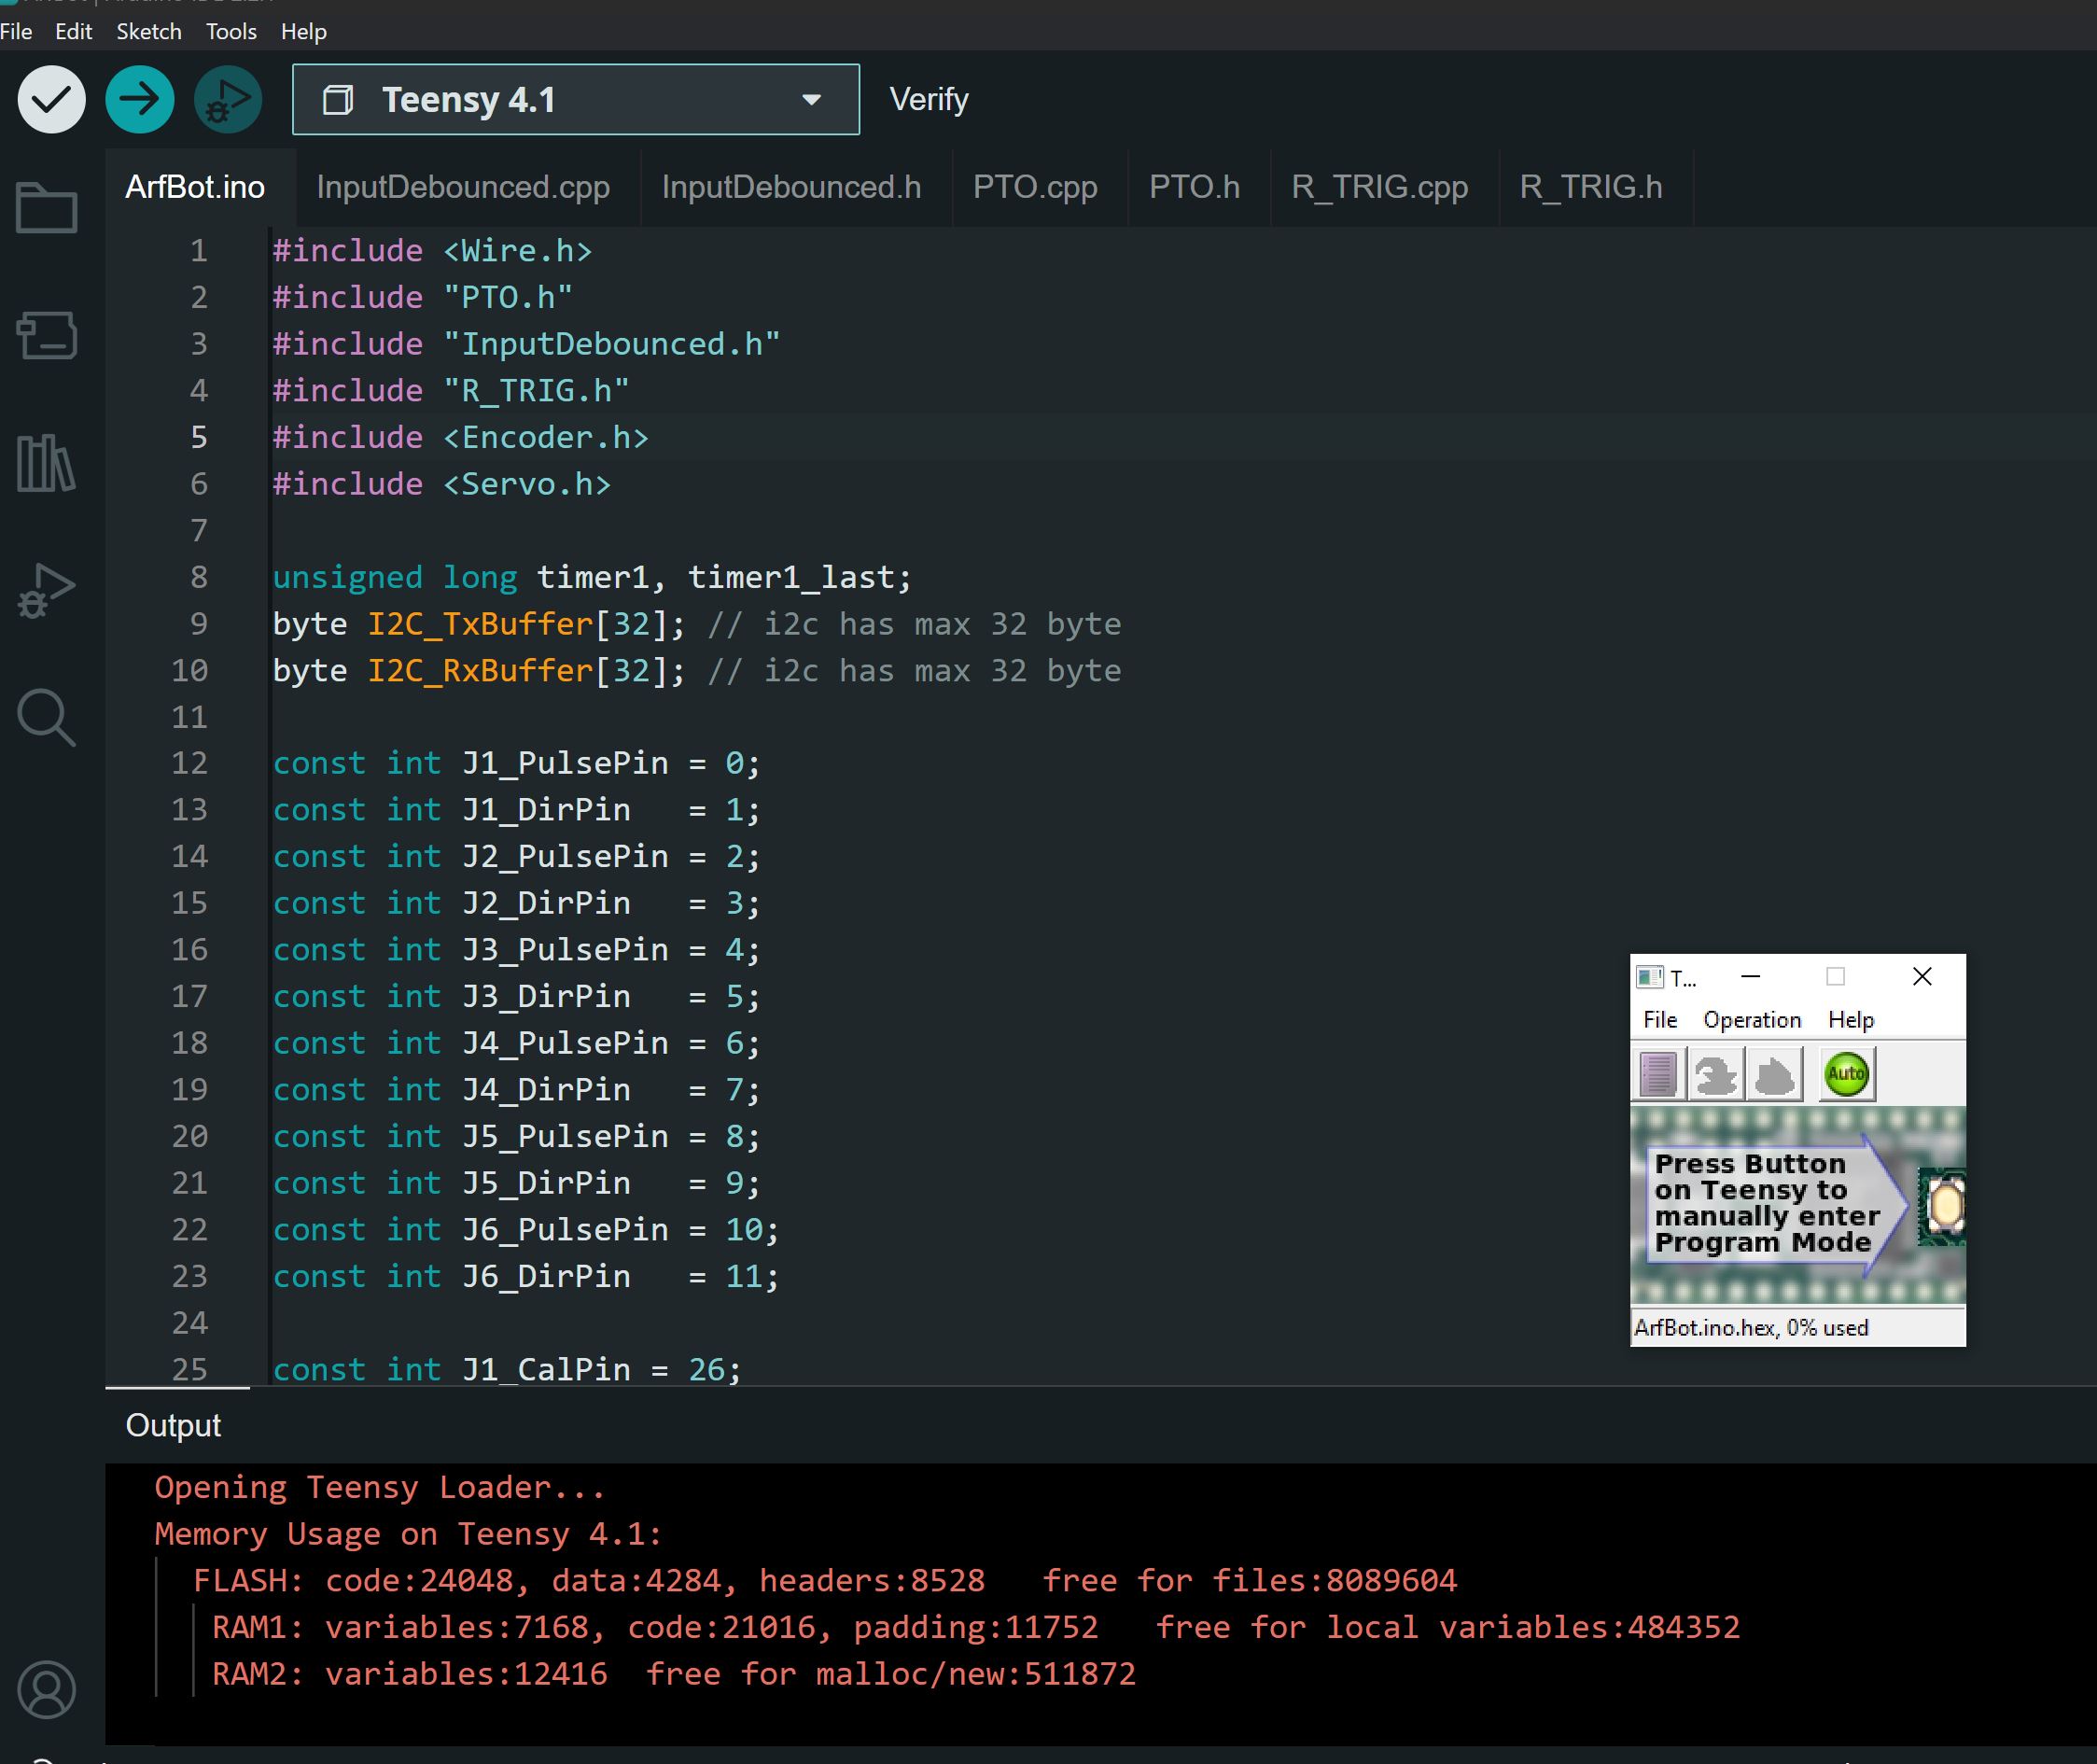 File Edit Sketch Tools Help
Teensy 4.1 Verify
ArfBot.ino InputDebounced.cpp InputDebounced.h PTO.cpp PTO.h R_TRIG.cpp R_TRIG.h
1 #include <Wire.h>
2 #include "PTO.h"
3 #include "InputDebounced.h"
4 #include "R_TRIG.h"
5 #include <Encoder.h>
6 #include <Servo.h>
7
8 unsigned long timer1, timer1_last;
9 byte I2C_TxBuffer[32]; // i2c has max 32 byte
10 byte I2C_RxBuffer[32]; // i2c has max 32 byte
11
12 const int J1_PulsePin = 0;
13 const int J1_DirPin   = 1;
14 const int J2_PulsePin = 2;
15 const int J2_DirPin   = 3;
16 const int J3_PulsePin = 4;
17 const int J3_DirPin   = 5;
18 const int J4_PulsePin = 6;
19 const int J4_DirPin   = 7;
20 const int J5_PulsePin = 8;
21 const int J5_DirPin   = 9;
22 const int J6_PulsePin = 10;
23 const int J6_DirPin   = 11;
24
25 const int J1_CalPin = 26;
T...
File Operation Help
Auto
Press Button
on Teensy to
manually enter
Program Mode
ArfBot.ino.hex, 0% used
Output
Opening Teensy Loader...
Memory Usage on Teensy 4.1:
FLASH: code:24048, data:4284, headers:8528   free for files:8089604
RAM1: variables:7168, code:21016, padding:11752   free for local variables:484352
RAM2: variables:12416  free for malloc/new:511872